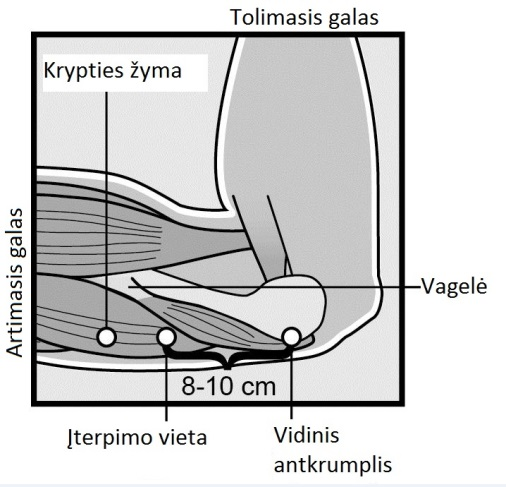 Tolimasis galas
Krypties žyma
Artimasis galas
Vagelė
8-10 cm
Įterpimo vieta
Vidinis
antkrumplis